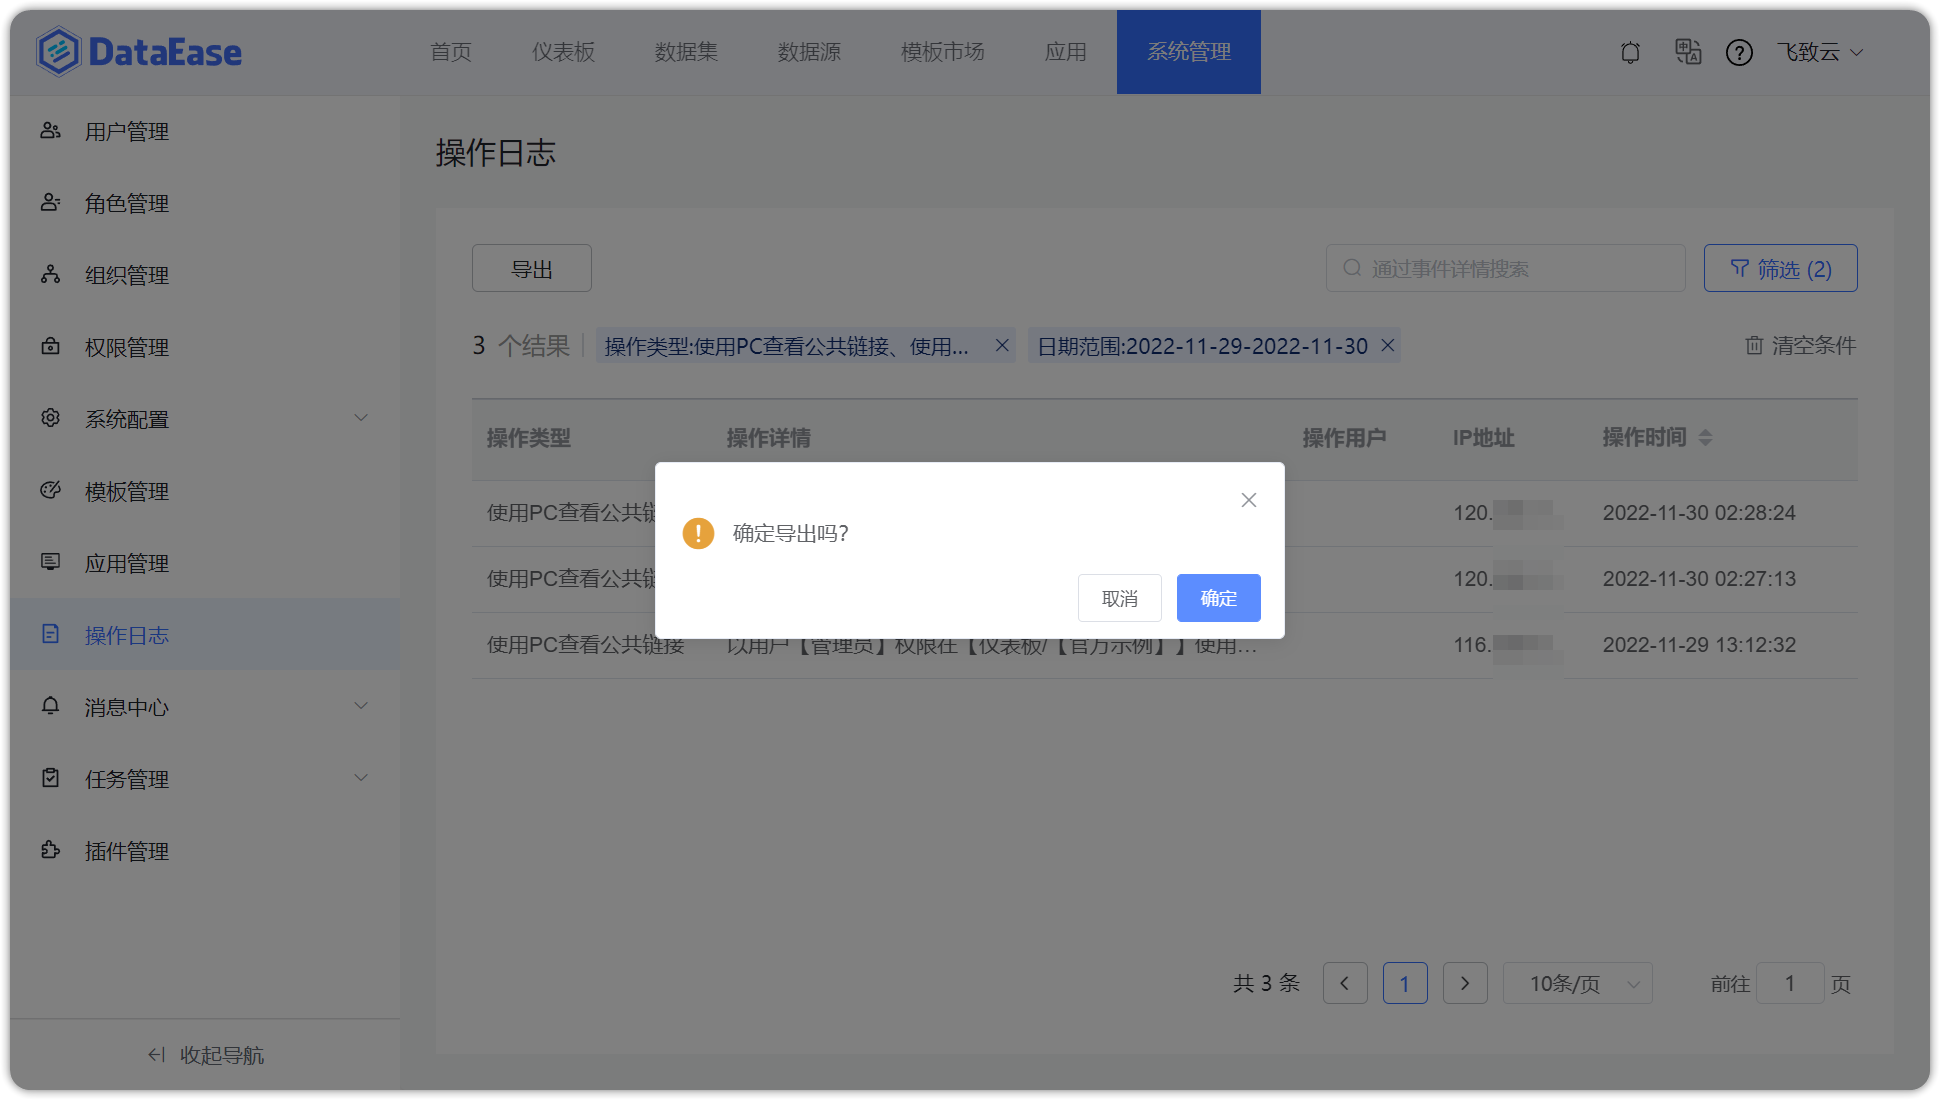 DataEase
首页 仪表板 数据集 数据源 模板市场 应用 系统管理
飞致云
用户管理
角色管理
组织管理
权限管理
系统配置
模板管理
应用管理
操作日志
消息中心
任务管理
插件管理
收起导航
操作日志
导出
通过事件详情搜索
筛选 (2)
3 个结果
操作类型:使用PC查看公共链接、使用...
日期范围:2022-11-29-2022-11-30
清空条件
操作类型 操作详情 操作用户 IP地址 操作时间
使用PC查看公共链 120. 2022-11-30 02:28:24
使用PC查看公共链 120. 2022-11-30 02:27:13
使用PC查看公共链接 以用户【管理员】权限在【仪表板/【官方示例】】使用... 116. 2022-11-29 13:12:32
确定导出吗?
取消 确定
共 3 条 1 10条/页 前往 1 页